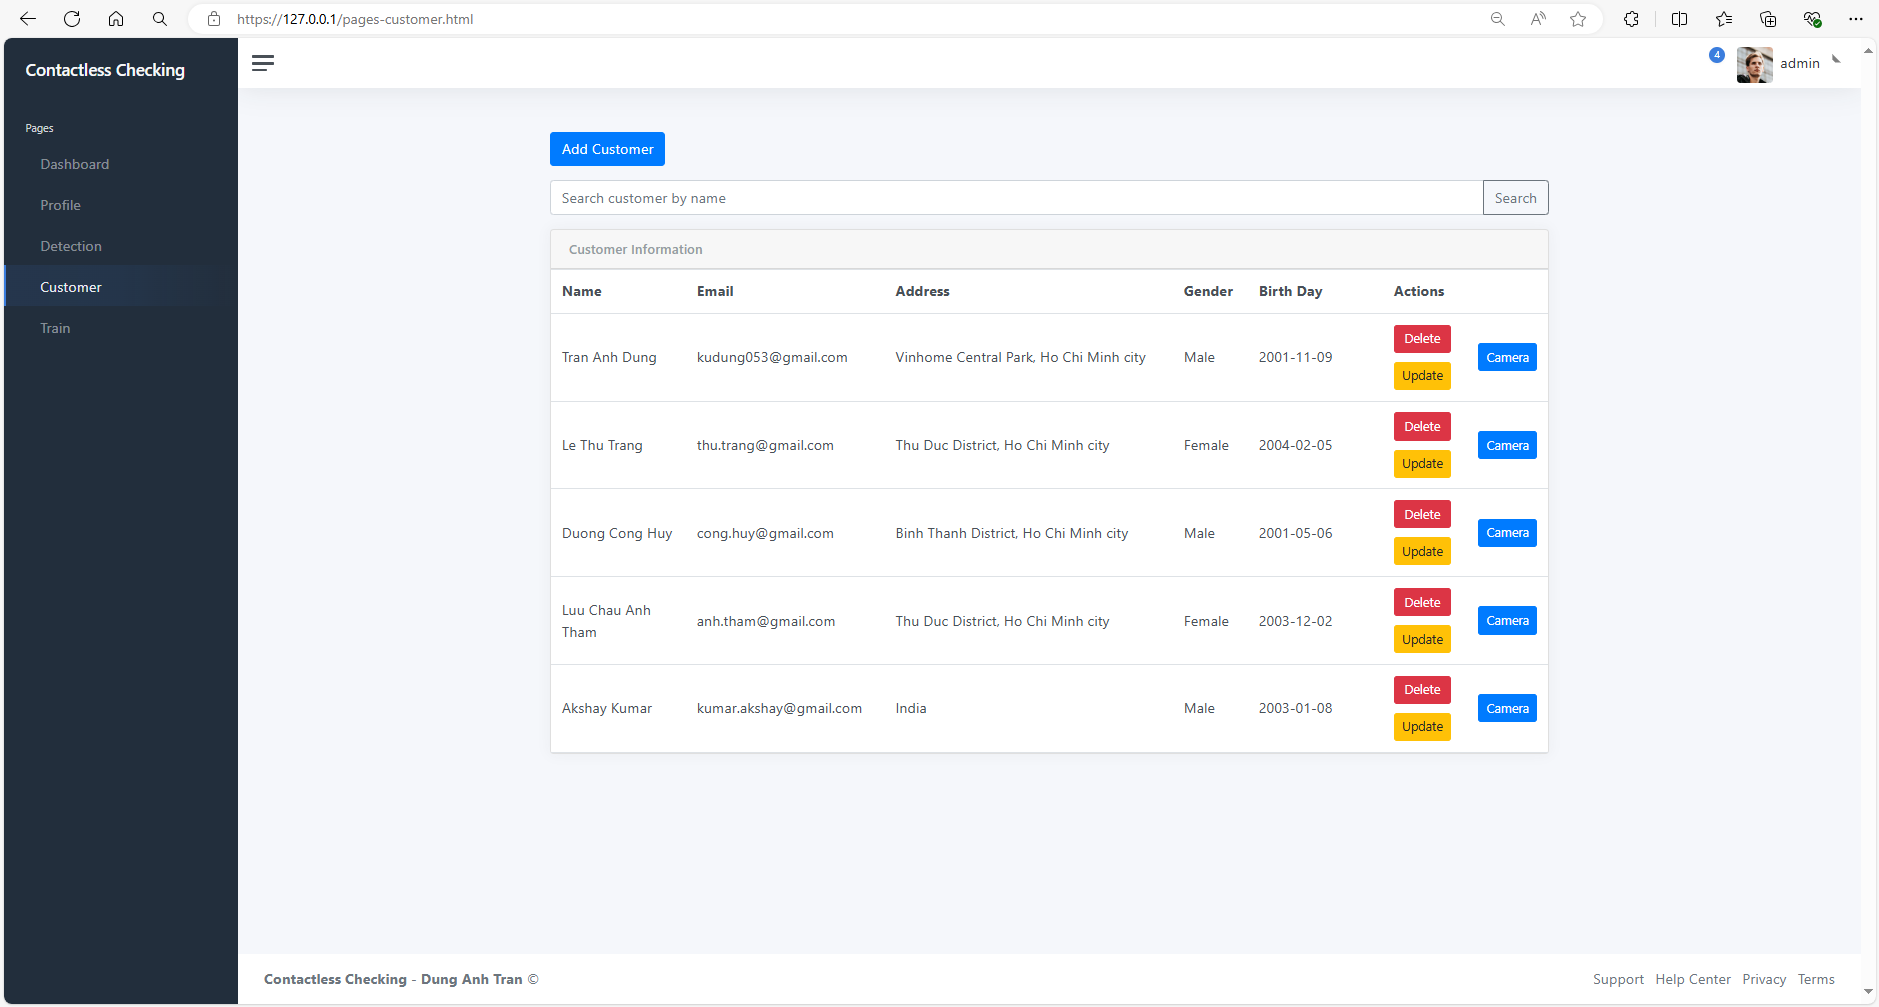 https://127.0.0.1/pages-customer.html
Contactless Checking
4
admin
Pages
Dashboard
Profile
Detection
Customer
Train
Add Customer
Search customer by name
Search
Customer Information
Name Email Address Gender Birth Day Actions
Tran Anh Dung kudung053@gmail.com Vinhome Central Park, Ho Chi Minh city Male 2001-11-09 Delete Update Camera
Le Thu Trang thu.trang@gmail.com Thu Duc District, Ho Chi Minh city Female 2004-02-05 Delete Update Camera
Duong Cong Huy cong.huy@gmail.com Binh Thanh District, Ho Chi Minh city Male 2001-05-06 Delete Update Camera
Luu Chau Anh Tham anh.tham@gmail.com Thu Duc District, Ho Chi Minh city Female 2003-12-02 Delete Update Camera
Akshay Kumar kumar.akshay@gmail.com India Male 2003-01-08 Delete Update Camera
Contactless Checking - Dung Anh Tran ©
Support Help Center Privacy Terms